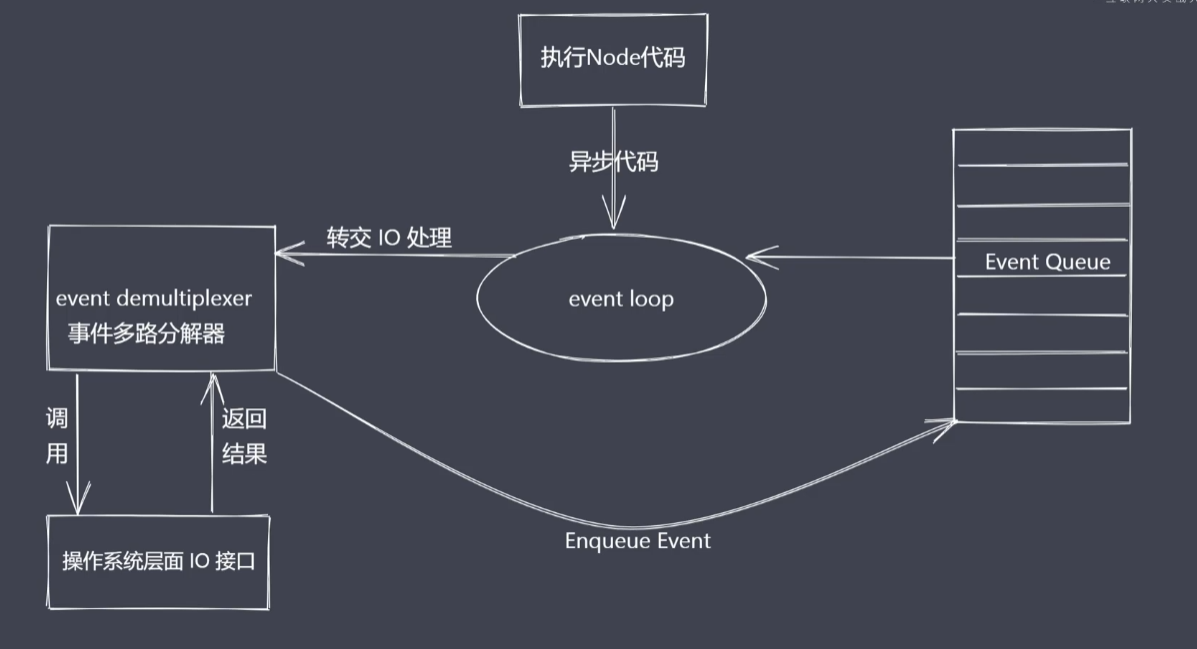 执行Node代码
异步代码
转交 IO 处理
event demultiplexer
事件多路分解器
event loop
Event Queue
调
用
返回
结果
操作系统层面 IO 接口
Enqueue Event